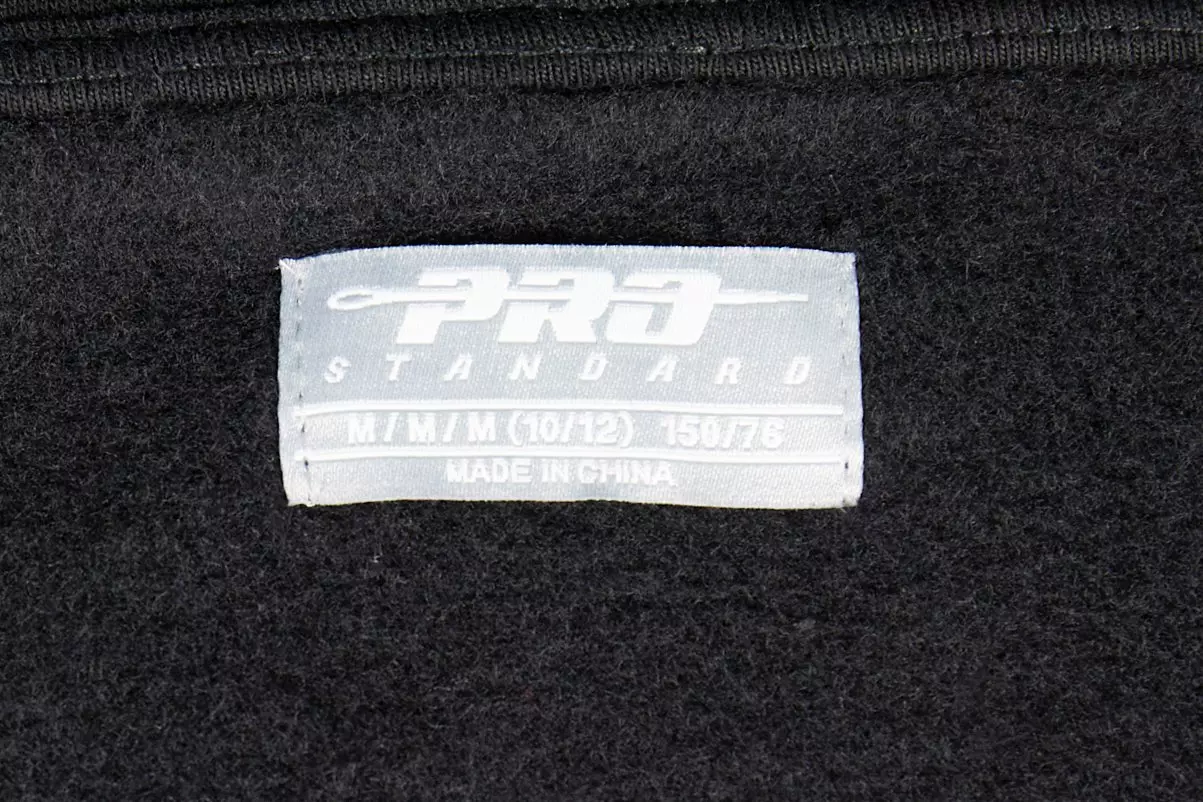 PRO
STANDARD
M/M/M (10/12) 150/76
MADE IN CHINA